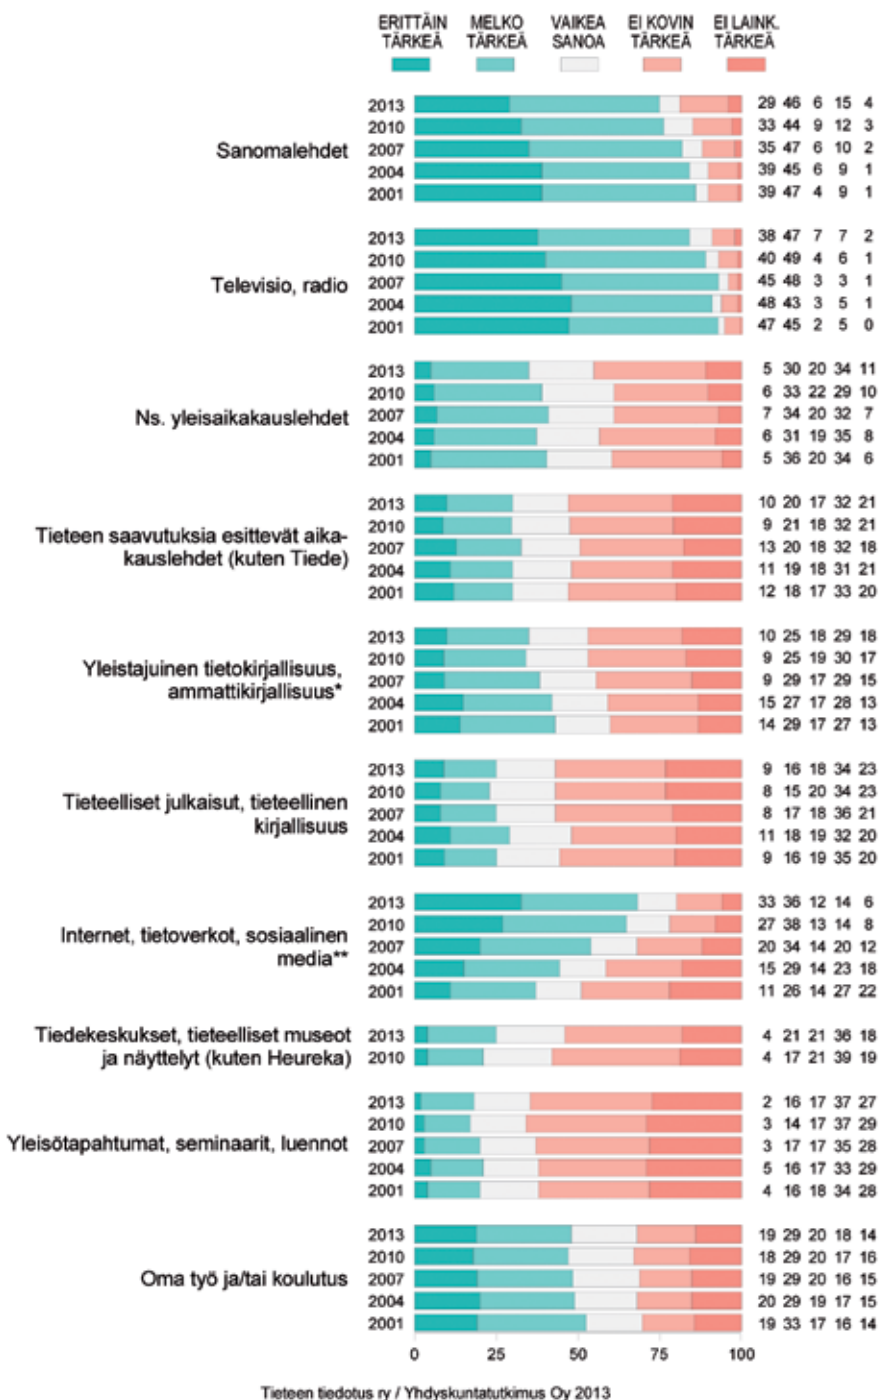 ERITTÄIN MELKO VAIKEA EI KOVIN EI LAINK.
TÄRKEÄ TÄRKEÄ SANOA TÄRKEÄ TÄRKEÄ
Sanomalehdet
2013 29 46 6 15 4
2010 33 44 9 12 3
2007 35 47 6 10 2
2004 39 45 6 9 1
2001 39 47 4 9 1
Televisio, radio
2013 38 47 7 7 2
2010 40 49 4 6 1
2007 45 48 3 3 1
2004 48 43 3 5 1
2001 47 45 2 5 0
Ns. yleisaikakauslehdet
2013 5 30 20 34 11
2010 6 33 22 29 10
2007 7 34 20 32 7
2004 6 31 19 35 8
2001 5 36 20 34 6
Tieteen saavutuksia esittevät aika-
kauslehdet (kuten Tiede)
2013 10 20 17 32 21
2010 9 21 18 32 21
2007 13 20 18 32 18
2004 11 19 18 31 21
2001 12 18 17 33 20
Yleistajuinen tietokirjallisuus,
ammattikirjallisuus*
2013 10 25 18 29 18
2010 9 25 19 30 17
2007 9 29 17 29 15
2004 15 27 17 28 13
2001 14 29 17 27 13
Tieteelliset julkaisut, tieteellinen
kirjallisuus
2013 9 16 18 34 23
2010 8 15 20 34 23
2007 8 17 18 36 21
2004 11 18 19 32 20
2001 9 16 19 35 20
Internet, tietoverkot, sosiaalinen
media**
2013 33 36 12 14 6
2010 27 38 13 14 8
2007 20 34 14 20 12
2004 15 29 14 23 18
2001 11 26 14 27 22
Tiedekeskukset, tieteelliset museot
ja näyttelyt (kuten Heureka)
2013 4 21 21 36 18
2010 4 17 21 39 19
Yleisötapahtumat, seminaarit, luennot
2013 2 16 17 37 27
2010 3 14 17 37 29
2007 3 17 17 35 28
2004 5 16 17 33 29
2001 4 16 18 34 28
Oma työ ja/tai koulutus
2013 19 29 20 18 14
2010 18 29 20 17 16
2007 19 29 20 16 15
2004 20 29 19 17 15
2001 19 33 17 16 14
0 25 50 75 100
Tieteen tiedotus ry / Yhdyskuntatutkimus Oy 2013